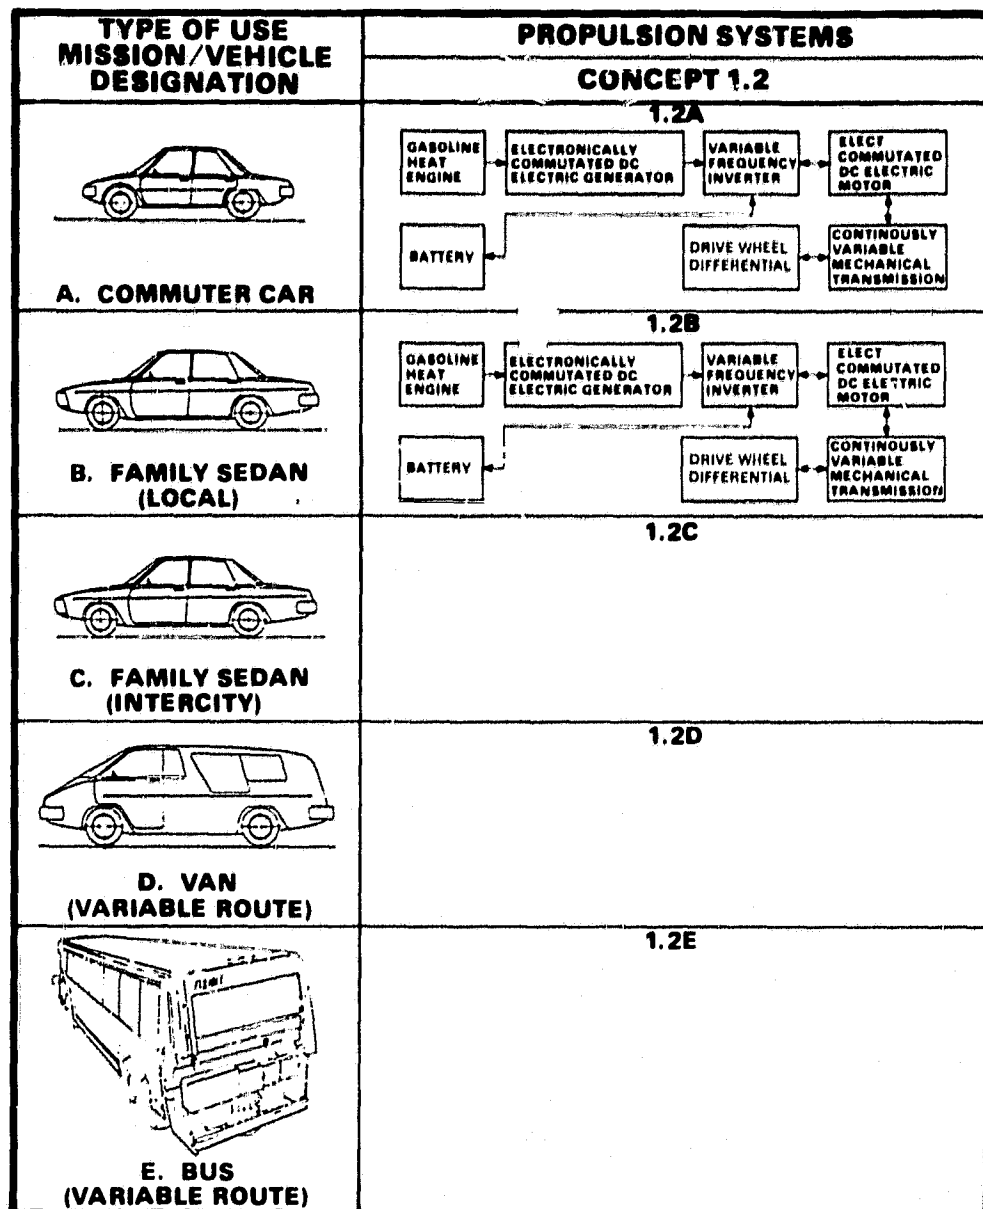 TYPE OF USE
MISSION/VEHICLE
DESIGNATION
PROPULSION SYSTEMS
CONCEPT 1.2
A. COMMUTER CAR
1.2A
GASOLINE
HEAT
ENGINE
ELECTRONICALLY
COMMUTATED DC
ELECTRIC GENERATOR
VARIABLE
FREQUENCY
INVERTER
ELECT
COMMUTATED
DC ELECTRIC
MOTOR
BATTERY
DRIVE WHEEL
DIFFERENTIAL
CONTINOUSLY
VARIABLE
MECHANICAL
TRANSMISSION
B. FAMILY SEDAN
(LOCAL)
1.2B
GASOLINE
HEAT
ENGINE
ELECTRONICALLY
COMMUTATED DC
ELECTRIC GENERATOR
VARIABLE
FREQUENCY
INVERTER
ELECT
COMMUTATED
DC ELECTRIC
MOTOR
BATTERY
DRIVE WHEEL
DIFFERENTIAL
CONTINOUSLY
VARIABLE
MECHANICAL
TRANSMISSION
C. FAMILY SEDAN
(INTERCITY)
1.2C
D. VAN
(VARIABLE ROUTE)
1.2D
E. BUS
(VARIABLE ROUTE)
1.2E